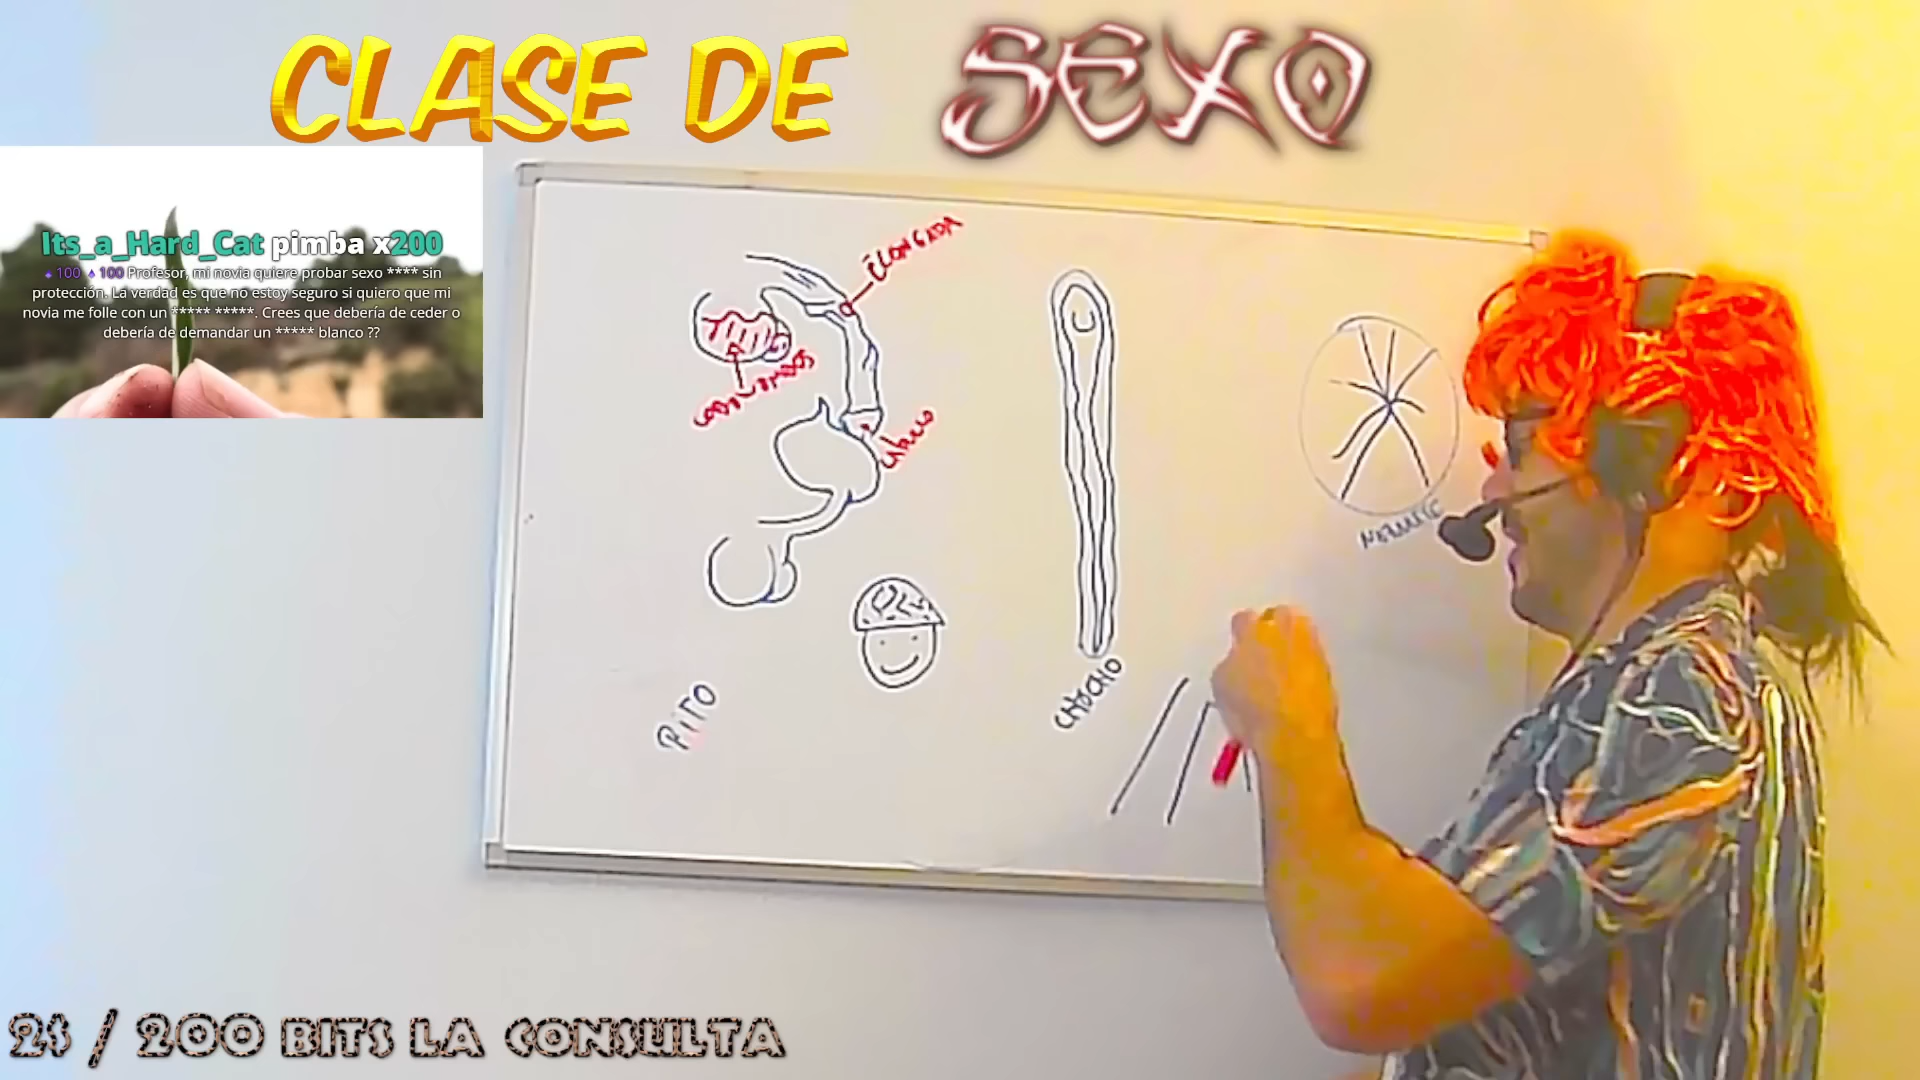 CLASE DE SEXO
Its_a_Hard_Cat pimba x200
100 100 Profesor, mi novia quiere probar sexo **** sin
protección. La verdad es que no estoy seguro si quiero que mi
novia me folle con un ***** *****. Crees que debería de ceder o
debería de demandar un ***** blanco ??
ELONGADA
PITO
CHOCHO
2$ / 200 BITS LA CONSULTA